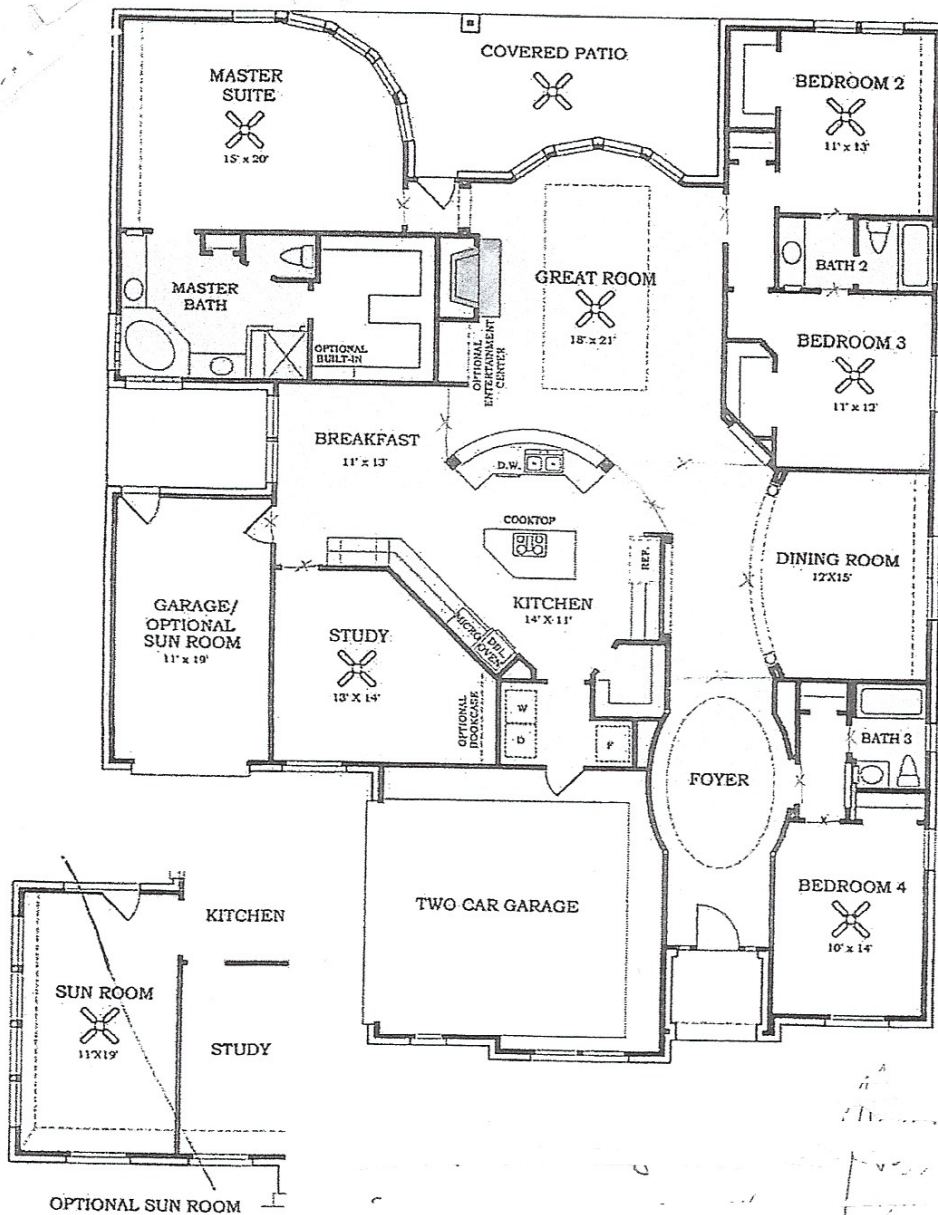 COVERED PATIO
MASTER
SUITE
15' x 20'
BEDROOM 2
11' x 13'
BATH 2
GREAT ROOM
18' x 21'
MASTER
BATH
OPTIONAL
BUILT-IN
OPTIONAL
ENTERTAINMENT
CENTER
BEDROOM 3
11' x 12'
BREAKFAST
11' x 13'
D.W.
COOKTOP
REF.
KITCHEN
14' X 11'
DINING ROOM
12'X15'
GARAGE/
OPTIONAL
SUN ROOM
11' x 19'
STUDY
13' X 14'
MICRO
DBL.
OVEN
OPTIONAL
BOOKCASE
W
D
F
BATH 3
FOYER
TWO CAR GARAGE
BEDROOM 4
10' x 14'
KITCHEN
SUN ROOM
11'X19'
STUDY
OPTIONAL SUN ROOM